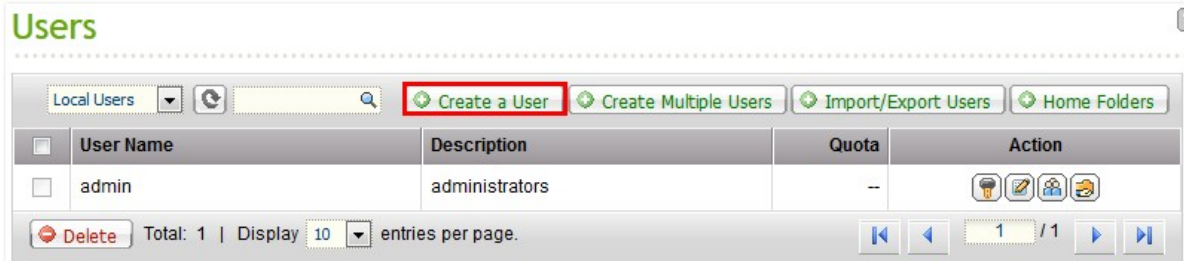 Users
Local Users Create a User Create Multiple Users Import/Export Users Home Folders
User Name Description Quota Action
admin administrators --
Delete Total: 1 | Display 10 entries per page. 1 / 1